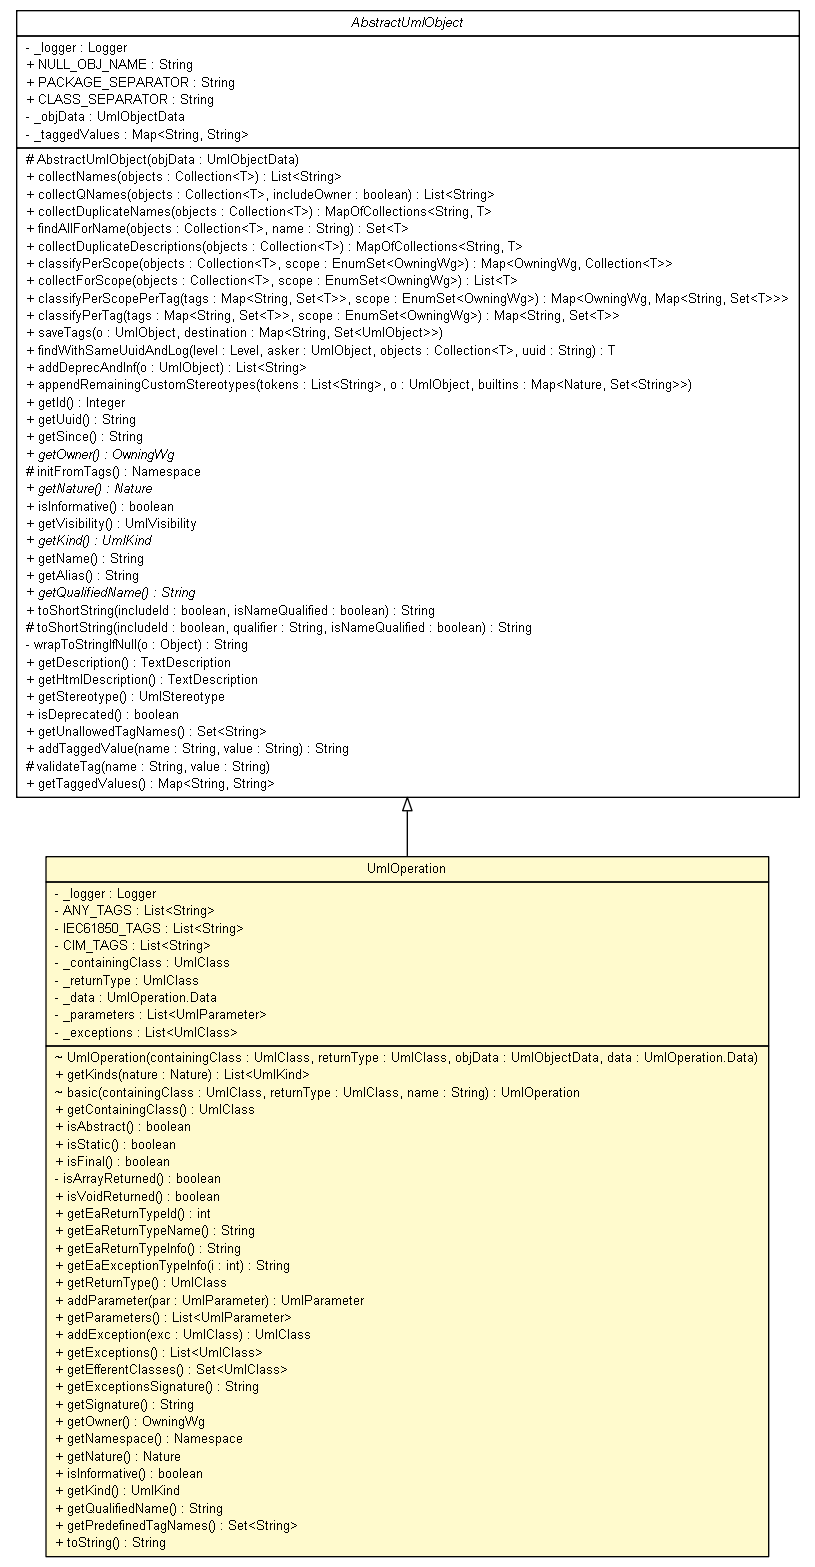 AbstractUmlObject
- _logger : Logger
+ NULL_OBJ_NAME : String
+ PACKAGE_SEPARATOR : String
+ CLASS_SEPARATOR : String
- _objData : UmlObjectData
- _taggedValues : Map<String, String>
# AbstractUmlObject(objData : UmlObjectData)
+ collectNames(objects : Collection<T>) : List<String>
+ collectQNames(objects : Collection<T>, includeOwner : boolean) : List<String>
+ collectDuplicateNames(objects : Collection<T>) : MapOfCollections<String, T>
+ findAllForName(objects : Collection<T>, name : String) : Set<T>
+ collectDuplicateDescriptions(objects : Collection<T>) : MapOfCollections<String, T>
+ classifyPerScope(objects : Collection<T>, scope : EnumSet<OwningWg>) : Map<OwningWg, Collection<T>>
+ collectForScope(objects : Collection<T>, scope : EnumSet<OwningWg>) : List<T>
+ classifyPerScopePerTag(tags : Map<String, Set<T>>, scope : EnumSet<OwningWg>) : Map<OwningWg, Map<String, Set<T>>>
+ classifyPerTag(tags : Map<String, Set<T>>, scope : EnumSet<OwningWg>) : Map<String, Set<T>>
+ saveTags(o : UmlObject, destination : Map<String, Set<UmlObject>>)
+ findWithSameUuidAndLog(level : Level, asker : UmlObject, objects : Collection<T>, uuid : String) : T
+ addDeprecAndInf(o : UmlObject) : List<String>
+ appendRemainingCustomStereotypes(tokens : List<String>, o : UmlObject, builtins : Map<Nature, Set<String>>)
+ getId() : Integer
+ getUuid() : String
+ getSince() : String
+ getOwner() : OwningWg
# initFromTags() : Namespace
+ getNature() : Nature
+ isInformative() : boolean
+ getVisibility() : UmlVisibility
+ getKind() : UmlKind
+ getName() : String
+ getAlias() : String
+ getQualifiedName() : String
+ toShortString(includeId : boolean, isNameQualified : boolean) : String
# toShortString(includeId : boolean, qualifier : String, isNameQualified : boolean) : String
- wrapToStringIfNull(o : Object) : String
+ getDescription() : TextDescription
+ getHtmlDescription() : TextDescription
+ getStereotype() : UmlStereotype
+ isDeprecated() : boolean
+ getUnallowedTagNames() : Set<String>
+ addTaggedValue(name : String, value : String) : String
# validateTag(name : String, value : String)
+ getTaggedValues() : Map<String, String>
UmlOperation
- _logger : Logger
- ANY_TAGS : List<String>
- IEC61850_TAGS : List<String>
- CIM_TAGS : List<String>
- _containingClass : UmlClass
- _returnType : UmlClass
- _data : UmlOperation.Data
- _parameters : List<UmlParameter>
- _exceptions : List<UmlClass>
~ UmlOperation(containingClass : UmlClass, returnType : UmlClass, objData : UmlObjectData, data : UmlOperation.Data)
+ getKinds(nature : Nature) : List<UmlKind>
~ basic(containingClass : UmlClass, returnType : UmlClass, name : String) : UmlOperation
+ getContainingClass() : UmlClass
+ isAbstract() : boolean
+ isStatic() : boolean
+ isFinal() : boolean
- isArrayReturned() : boolean
+ isVoidReturned() : boolean
+ getEaReturnTypeId() : int
+ getEaReturnTypeName() : String
+ getEaReturnTypeInfo() : String
+ getEaExceptionTypeInfo(i : int) : String
+ getReturnType() : UmlClass
+ addParameter(par : UmlParameter) : UmlParameter
+ getParameters() : List<UmlParameter>
+ addException(exc : UmlClass) : UmlClass
+ getExceptions() : List<UmlClass>
+ getEfferentClasses() : Set<UmlClass>
+ getExceptionsSignature() : String
+ getSignature() : String
+ getOwner() : OwningWg
+ getNamespace() : Namespace
+ getNature() : Nature
+ isInformative() : boolean
+ getKind() : UmlKind
+ getQualifiedName() : String
+ getPredefinedTagNames() : Set<String>
+ toString() : String